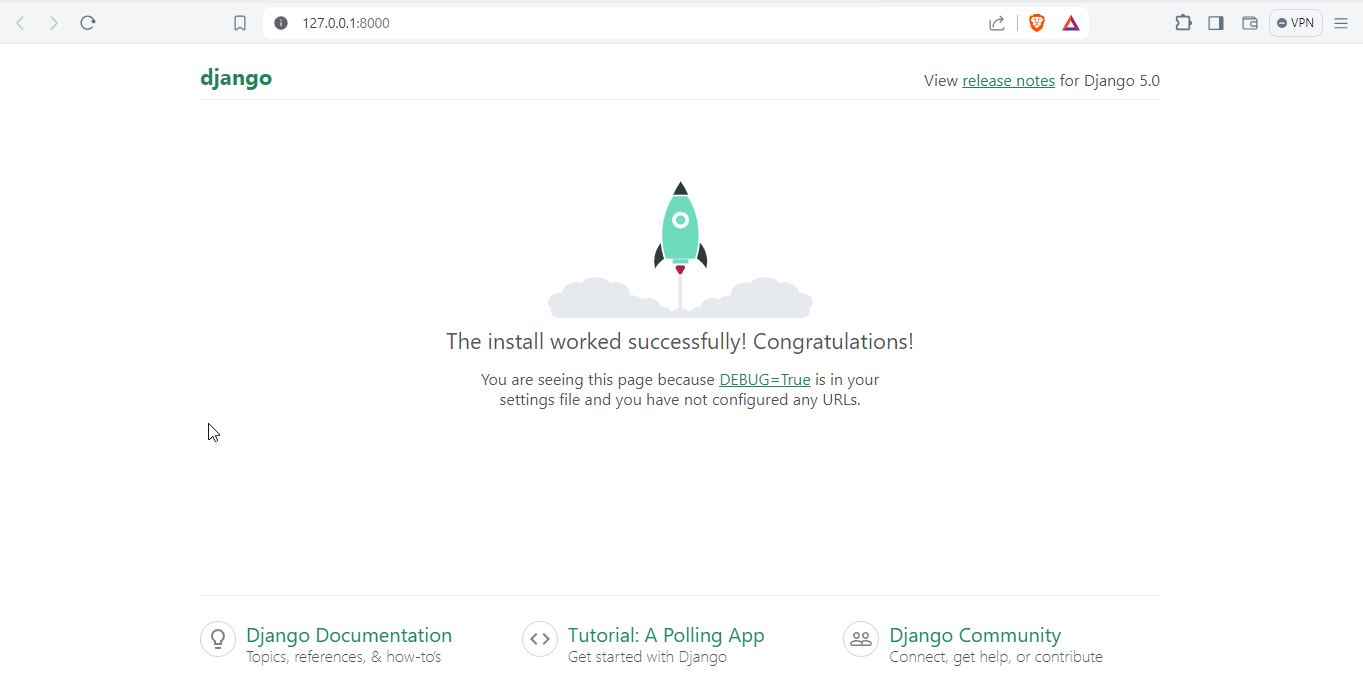 127.0.0.1:8000
VPN
django
View release notes for Django 5.0
The install worked successfully! Congratulations!
You are seeing this page because DEBUG=True is in your
settings file and you have not configured any URLs.
Django Documentation
Topics, references, & how-to’s
Tutorial: A Polling App
Get started with Django
Django Community
Connect, get help, or contribute